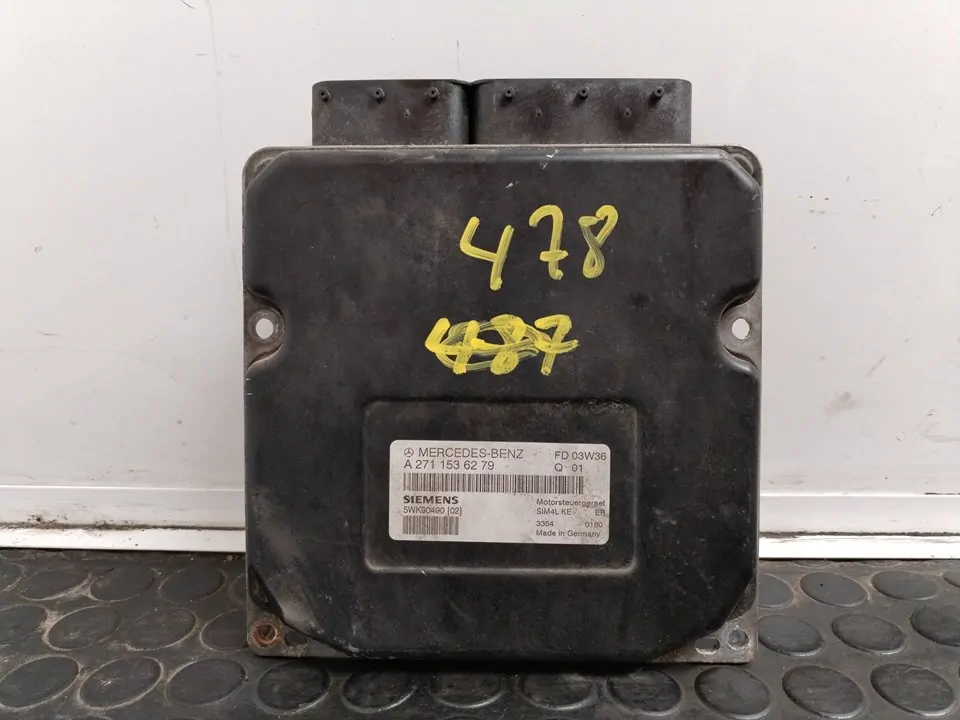 478
487
MERCEDES-BENZ FD 03W36
A 271 153 62 79 Q 01
SIEMENS Motorsteuergeraet
5WK90490 [02] SIM4L KE ER
3354 0160
Made in Germany